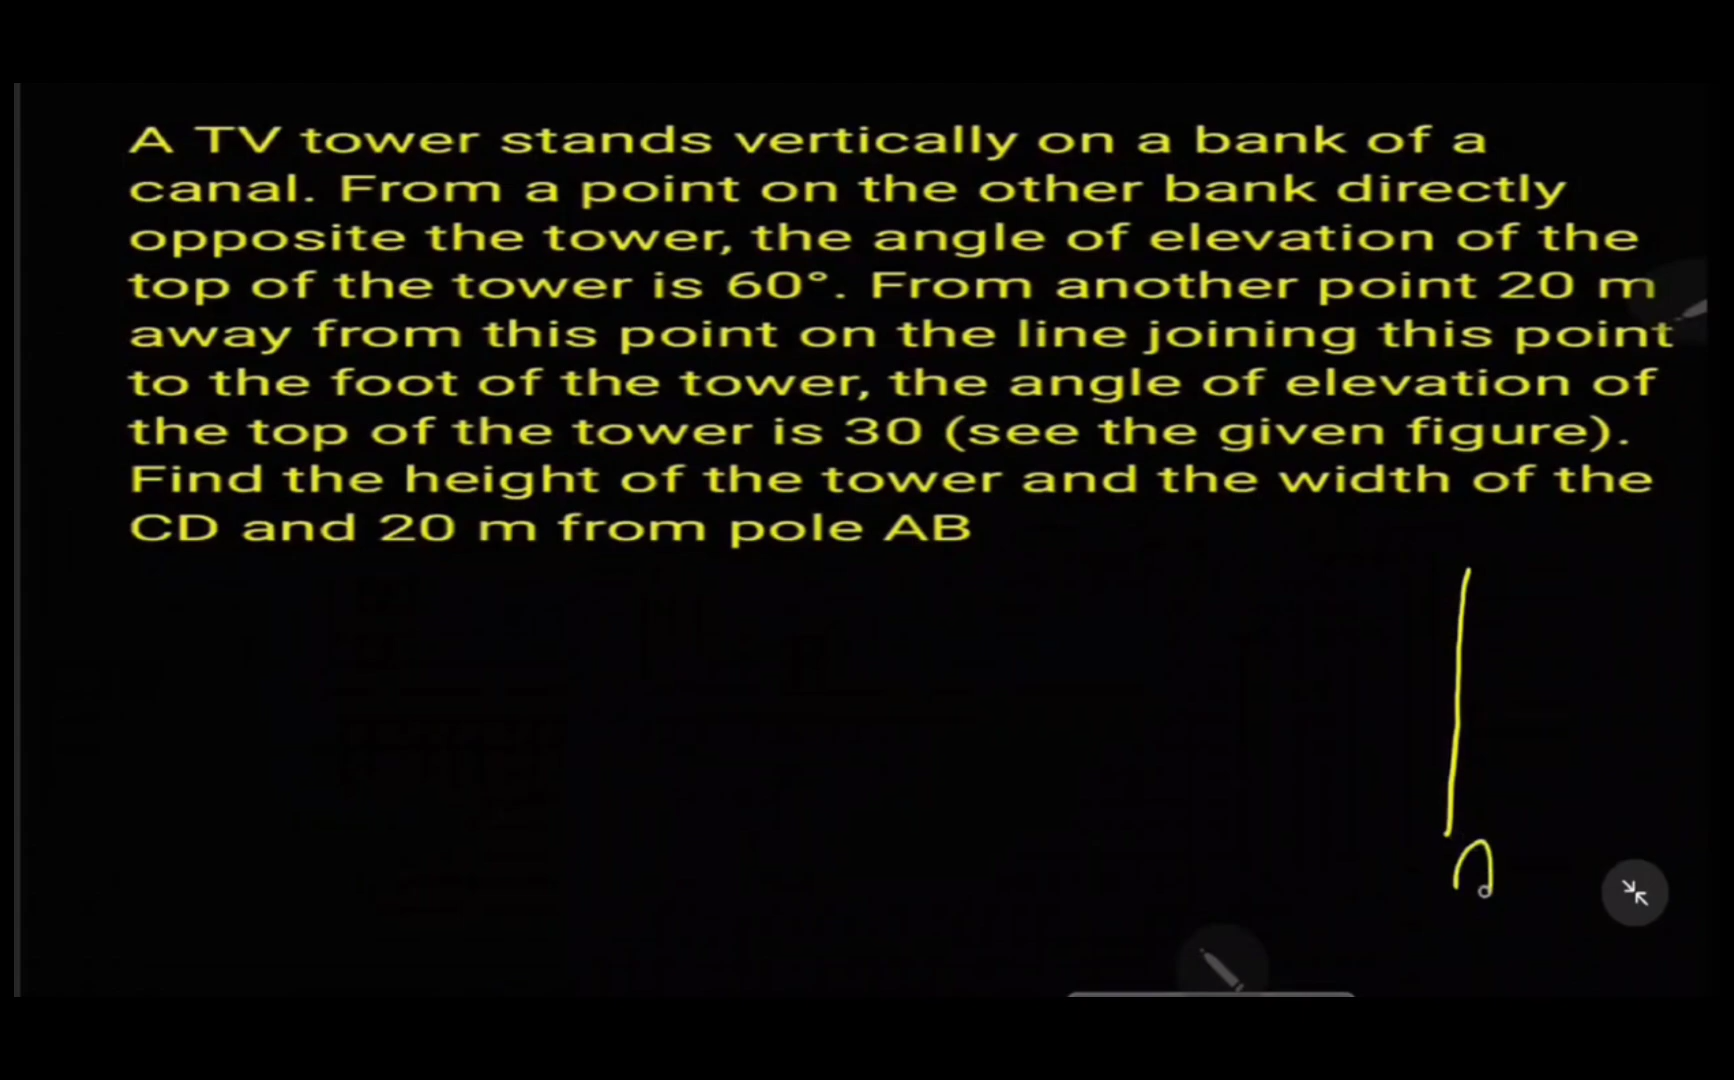 A TV tower stands vertically on a bank of a
canal. From a point on the other bank directly
opposite the tower, the angle of elevation of the
top of the tower is 60°. From another point 20 m
away from this point on the line joining this point
to the foot of the tower, the angle of elevation of
the top of the tower is 30 (see the given figure).
Find the height of the tower and the width of the
CD and 20 m from pole AB